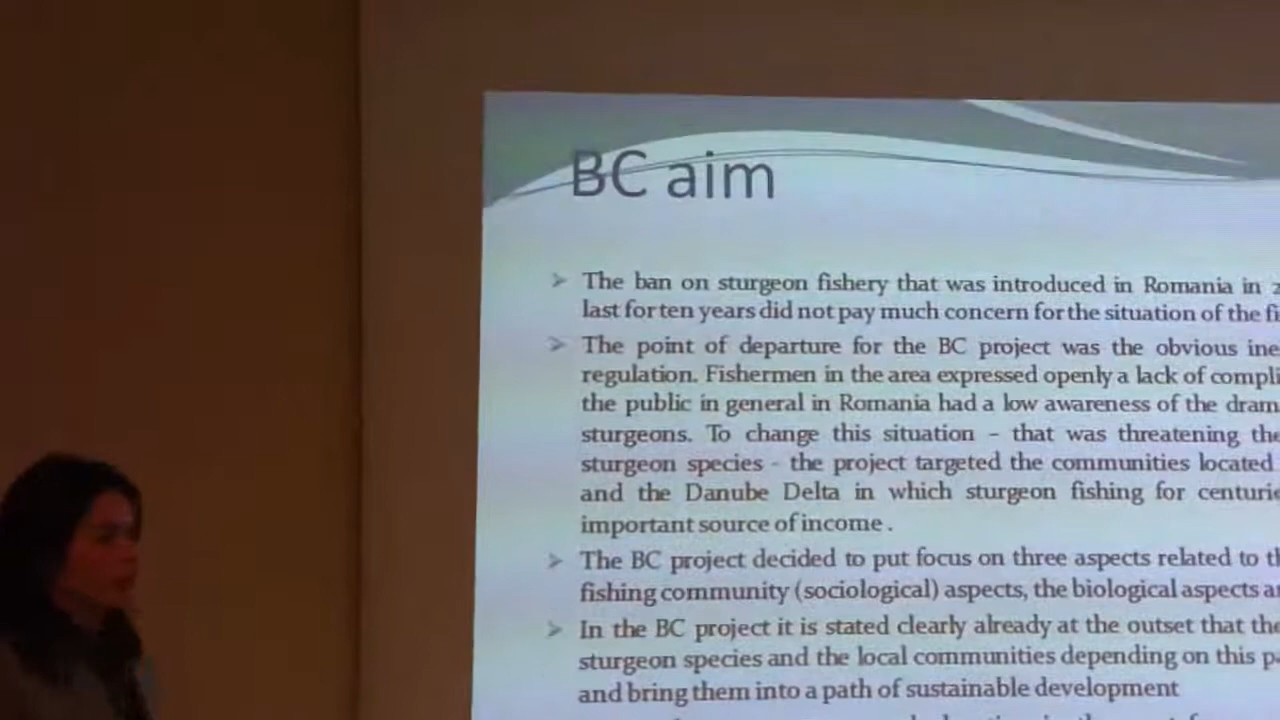 BC aim
➢ The ban on sturgeon fishery that was introduced in Romania in
last for ten years did not pay much concern for the situation of the
➢ The point of departure for the BC project was the obvious
regulation. Fishermen in the area expressed openly a lack of
the public in general in Romania had a low awareness of the
sturgeons. To change this situation – that was threatening
sturgeon species - the project targeted the communities located
and the Danube Delta in which sturgeon fishing for
important source of income .
➢ The BC project decided to put focus on three aspects related to
fishing community (sociological) aspects, the biological aspects
➢ In the BC project it is stated clearly already at the outset that
sturgeon species and the local communities depending on this
and bring them into a path of sustainable development